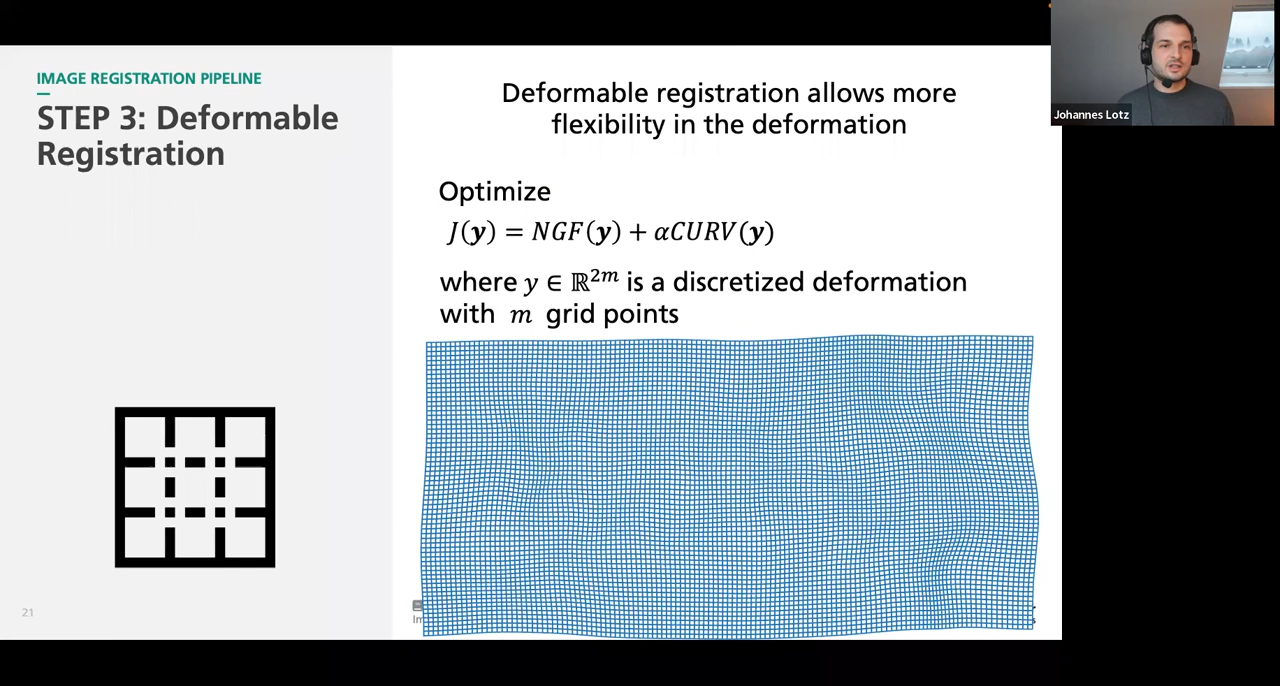 IMAGE REGISTRATION PIPELINE
STEP 3: Deformable
Registration
Deformable registration allows more
flexibility in the deformation
Optimize
J(y) = NGF(y) + αCURV(y)
where y ∈ ℝ²ᵐ is a discretized deformation
with m grid points
21
Johannes Lotz